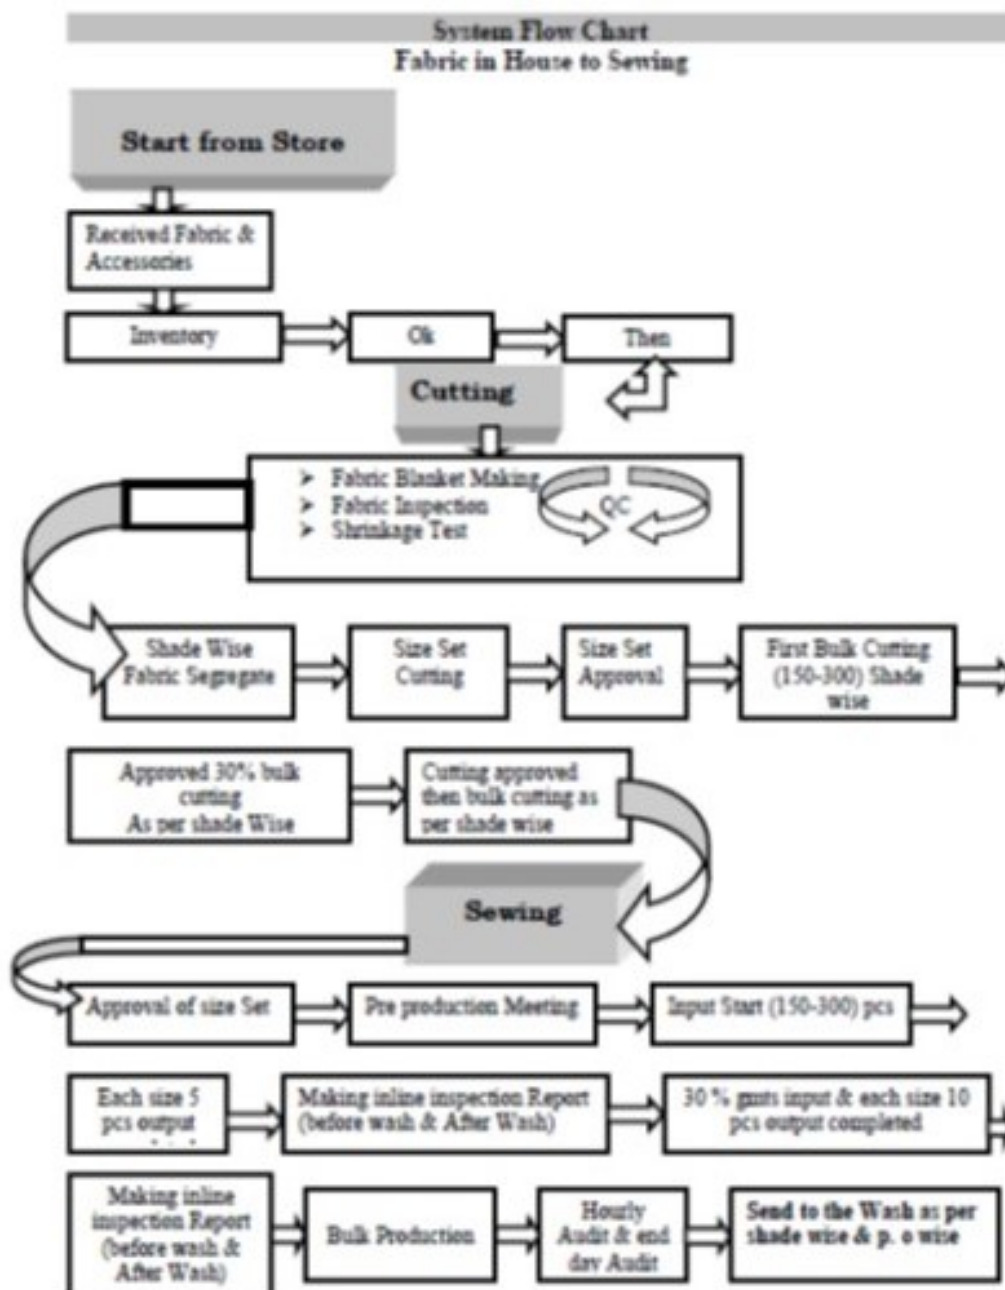 System Flow Chart
Fabric in House to Sewing
Start from Store
Received Fabric &
Accessories
Inventory
Ok
Then
Cutting
➤ Fabric Blanket Making
➤ Fabric Inspection
➤ Shrinkage Test
QC
Shade Wise
Fabric Segregate
Size Set
Cutting
Size Set
Approval
First Bulk Cutting
(150-300) Shade
wise
Approved 30% bulk
cutting
As per shade Wise
Cutting approved
then bulk cutting as
per shade wise
Sewing
Approval of size Set
Pre production Meeting
Input Start (150-300) pcs
Each size 5
pcs output
Making inline inspection Report
(before wash & After Wash)
30 % gmts input & each size 10
pcs output completed
Making inline
inspection Report
(before wash &
After Wash)
Bulk Production
Hourly
Audit & end
day Audit
Send to the Wash as per
shade wise & p. o wise